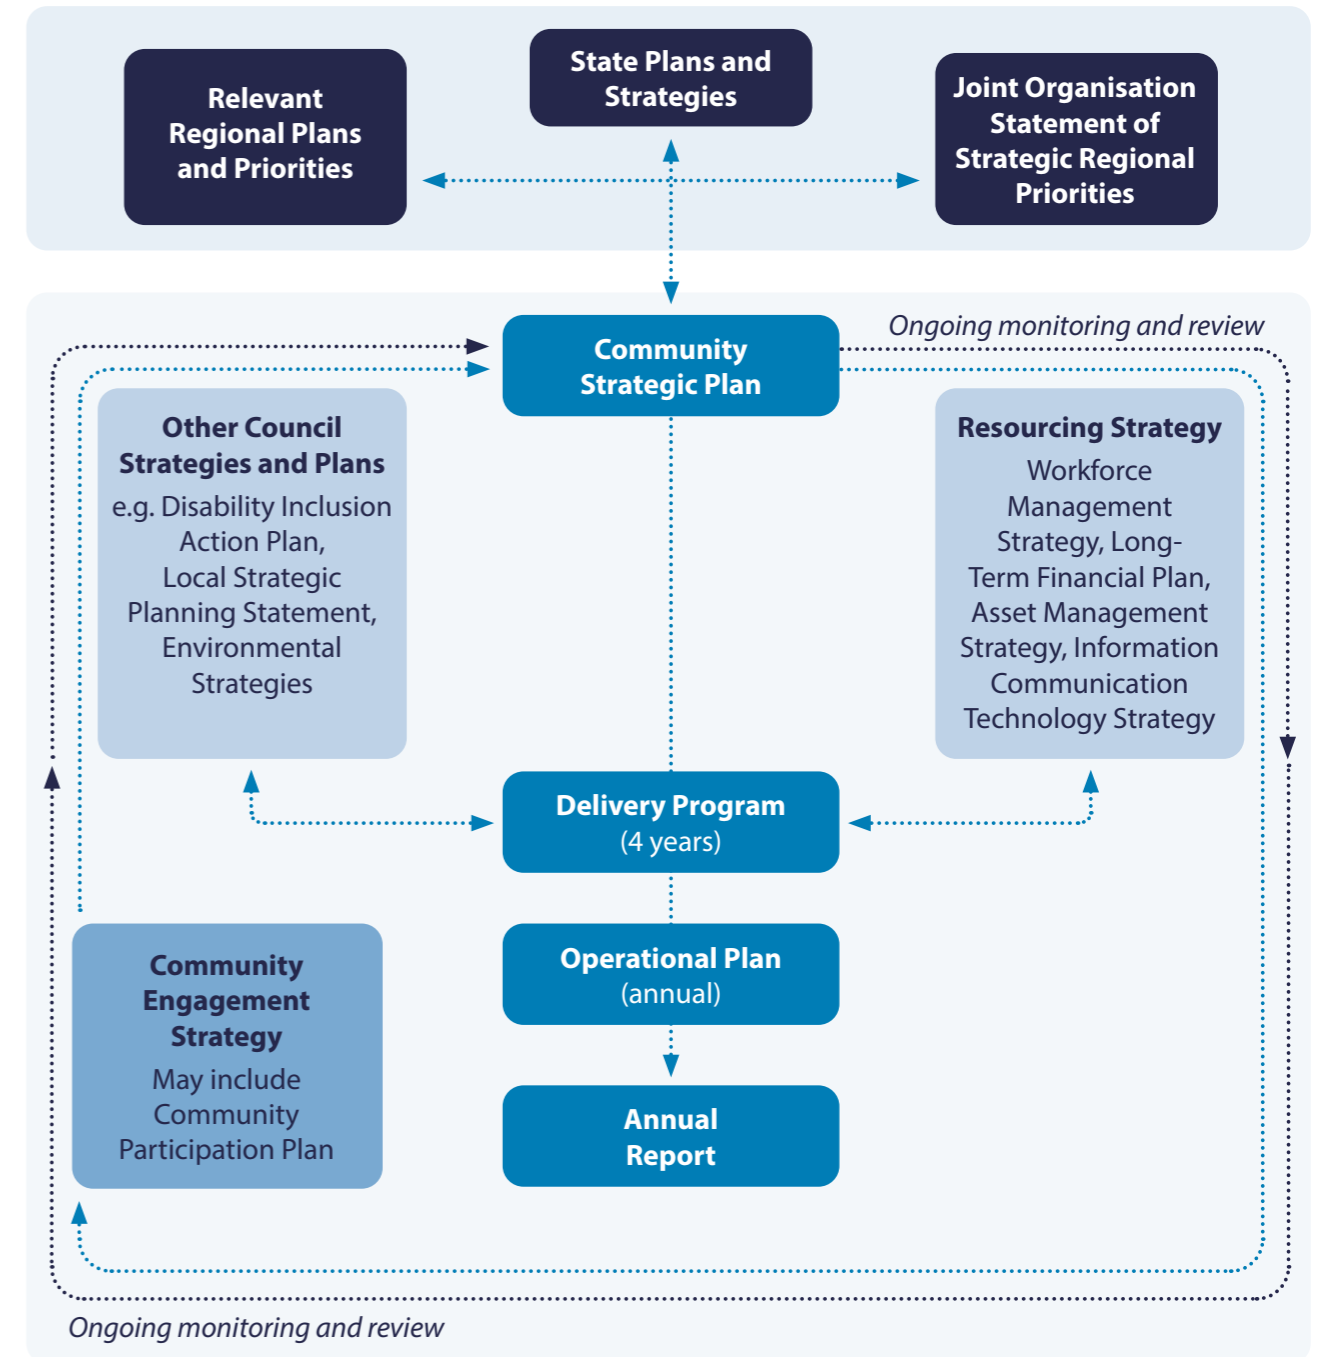 Relevant
Regional Plans
and Priorities
State Plans and
Strategies
Joint Organisation
Statement of
Strategic Regional
Priorities
Ongoing monitoring and review
Community
Strategic Plan
Other Council
Strategies and Plans
e.g. Disability Inclusion
Action Plan,
Local Strategic
Planning Statement,
Environmental
Strategies
Resourcing Strategy
Workforce
Management
Strategy, Long-
Term Financial Plan,
Asset Management
Strategy, Information
Communication
Technology Strategy
Delivery Program
(4 years)
Community
Engagement
Strategy
May include
Community
Participation Plan
Operational Plan
(annual)
Annual
Report
Ongoing monitoring and review